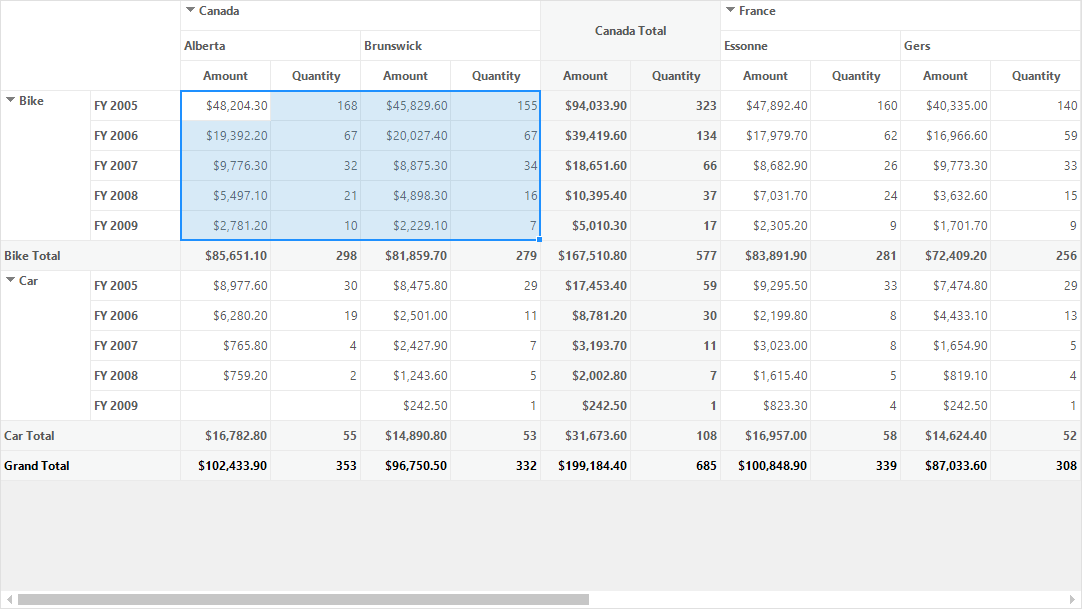 Canada France
Canada Total
Alberta Brunswick Essonne Gers
Amount Quantity Amount Quantity Amount Quantity Amount Quantity Amount Quantity
Bike FY 2005 $48,204.30 168 $45,829.60 155 $94,033.90 323 $47,892.40 160 $40,335.00 140
FY 2006 $19,392.20 67 $20,027.40 67 $39,419.60 134 $17,979.70 62 $16,966.60 59
FY 2007 $9,776.30 32 $8,875.30 34 $18,651.60 66 $8,682.90 26 $9,773.30 33
FY 2008 $5,497.10 21 $4,898.30 16 $10,395.40 37 $7,031.70 24 $3,632.60 15
FY 2009 $2,781.20 10 $2,229.10 7 $5,010.30 17 $2,305.20 9 $1,701.70 9
Bike Total $85,651.10 298 $81,859.70 279 $167,510.80 577 $83,891.90 281 $72,409.20 256
Car FY 2005 $8,977.60 30 $8,475.80 29 $17,453.40 59 $9,295.50 33 $7,474.80 29
FY 2006 $6,280.20 19 $2,501.00 11 $8,781.20 30 $2,199.80 8 $4,433.10 13
FY 2007 $765.80 4 $2,427.90 7 $3,193.70 11 $3,023.00 8 $1,654.90 5
FY 2008 $759.20 2 $1,243.60 5 $2,002.80 7 $1,615.40 5 $819.10 4
FY 2009 $242.50 1 $242.50 1 $823.30 4 $242.50 1
Car Total $16,782.80 55 $14,890.80 53 $31,673.60 108 $16,957.00 58 $14,624.40 52
Grand Total $102,433.90 353 $96,750.50 332 $199,184.40 685 $100,848.90 339 $87,033.60 308